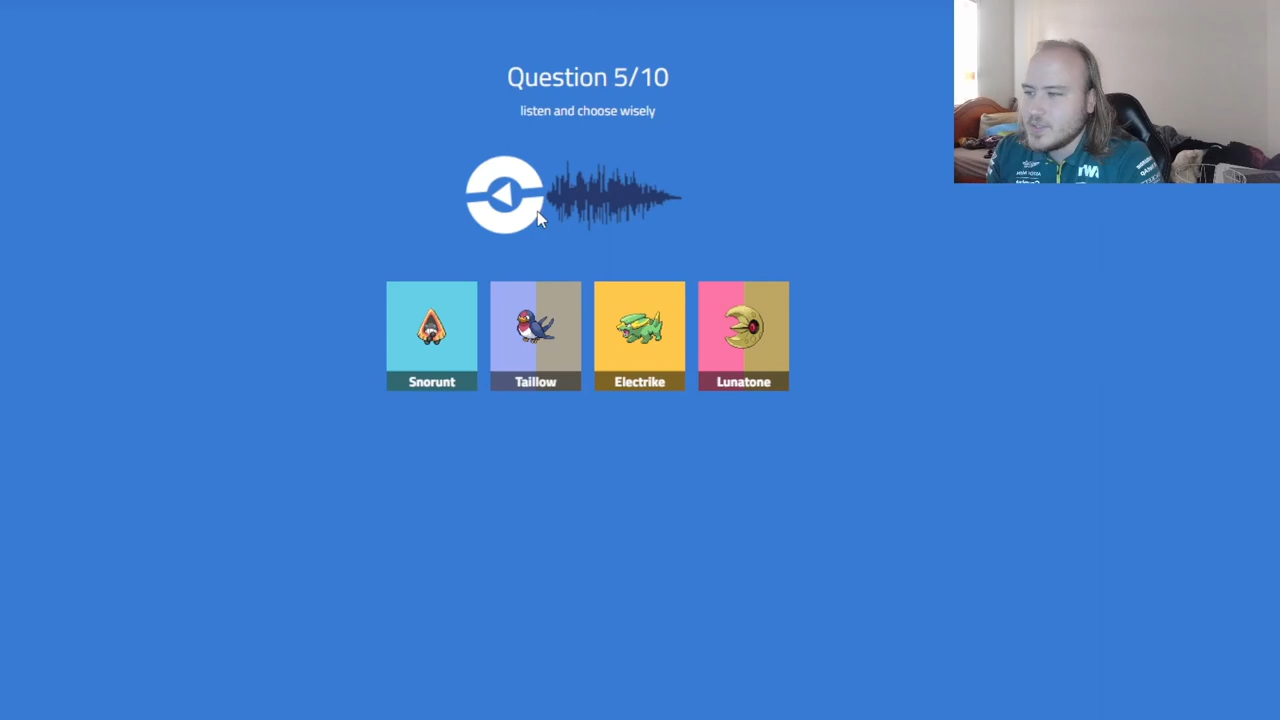 Question 5/10
listen and choose wisely
Snorunt
Taillow
Electrike
Lunatone